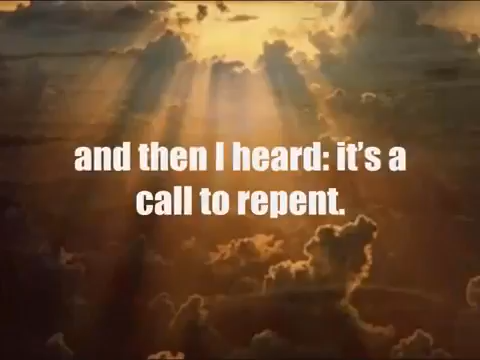 and then I heard: it’s a
call to repent.